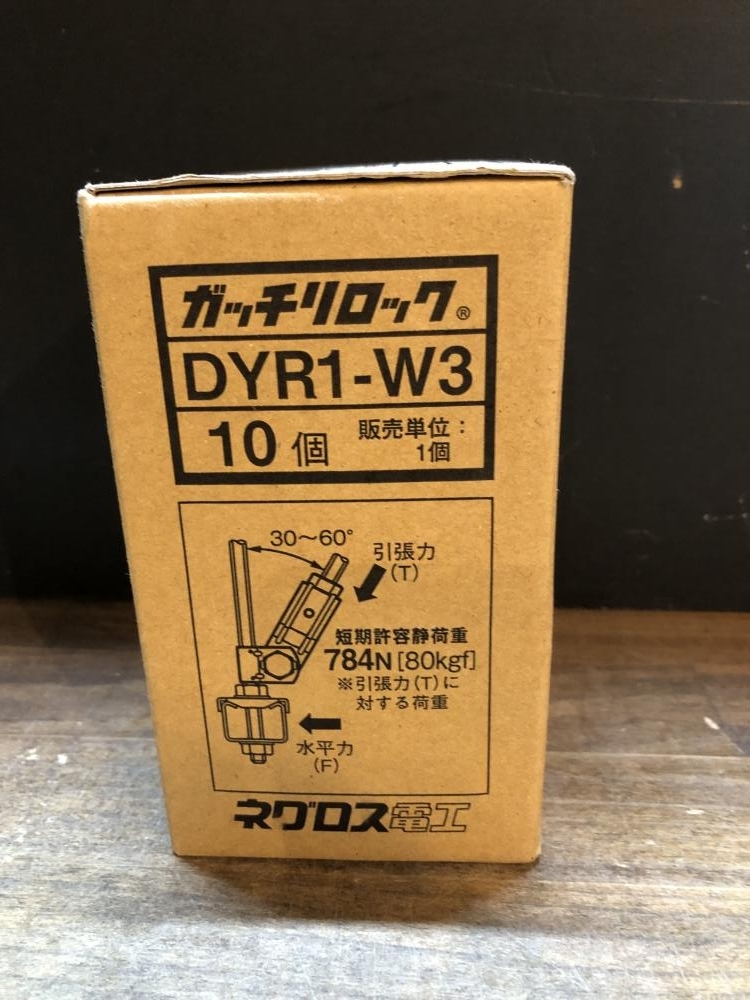 ガッチリロック®
DYR1-W3
10個
販売単位：
1個
30〜60°
引張力
(T)
短期許容静荷重
784N [80kgf]
※引張力(T)に
対する荷重
水平力
(F)
ネグロス電工